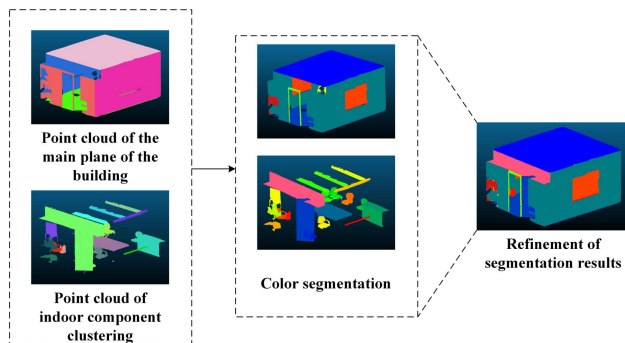 Point cloud of the
main plane of the
building
Point cloud of
indoor component
clustering
Color segmentation
Refinement of
segmentation results